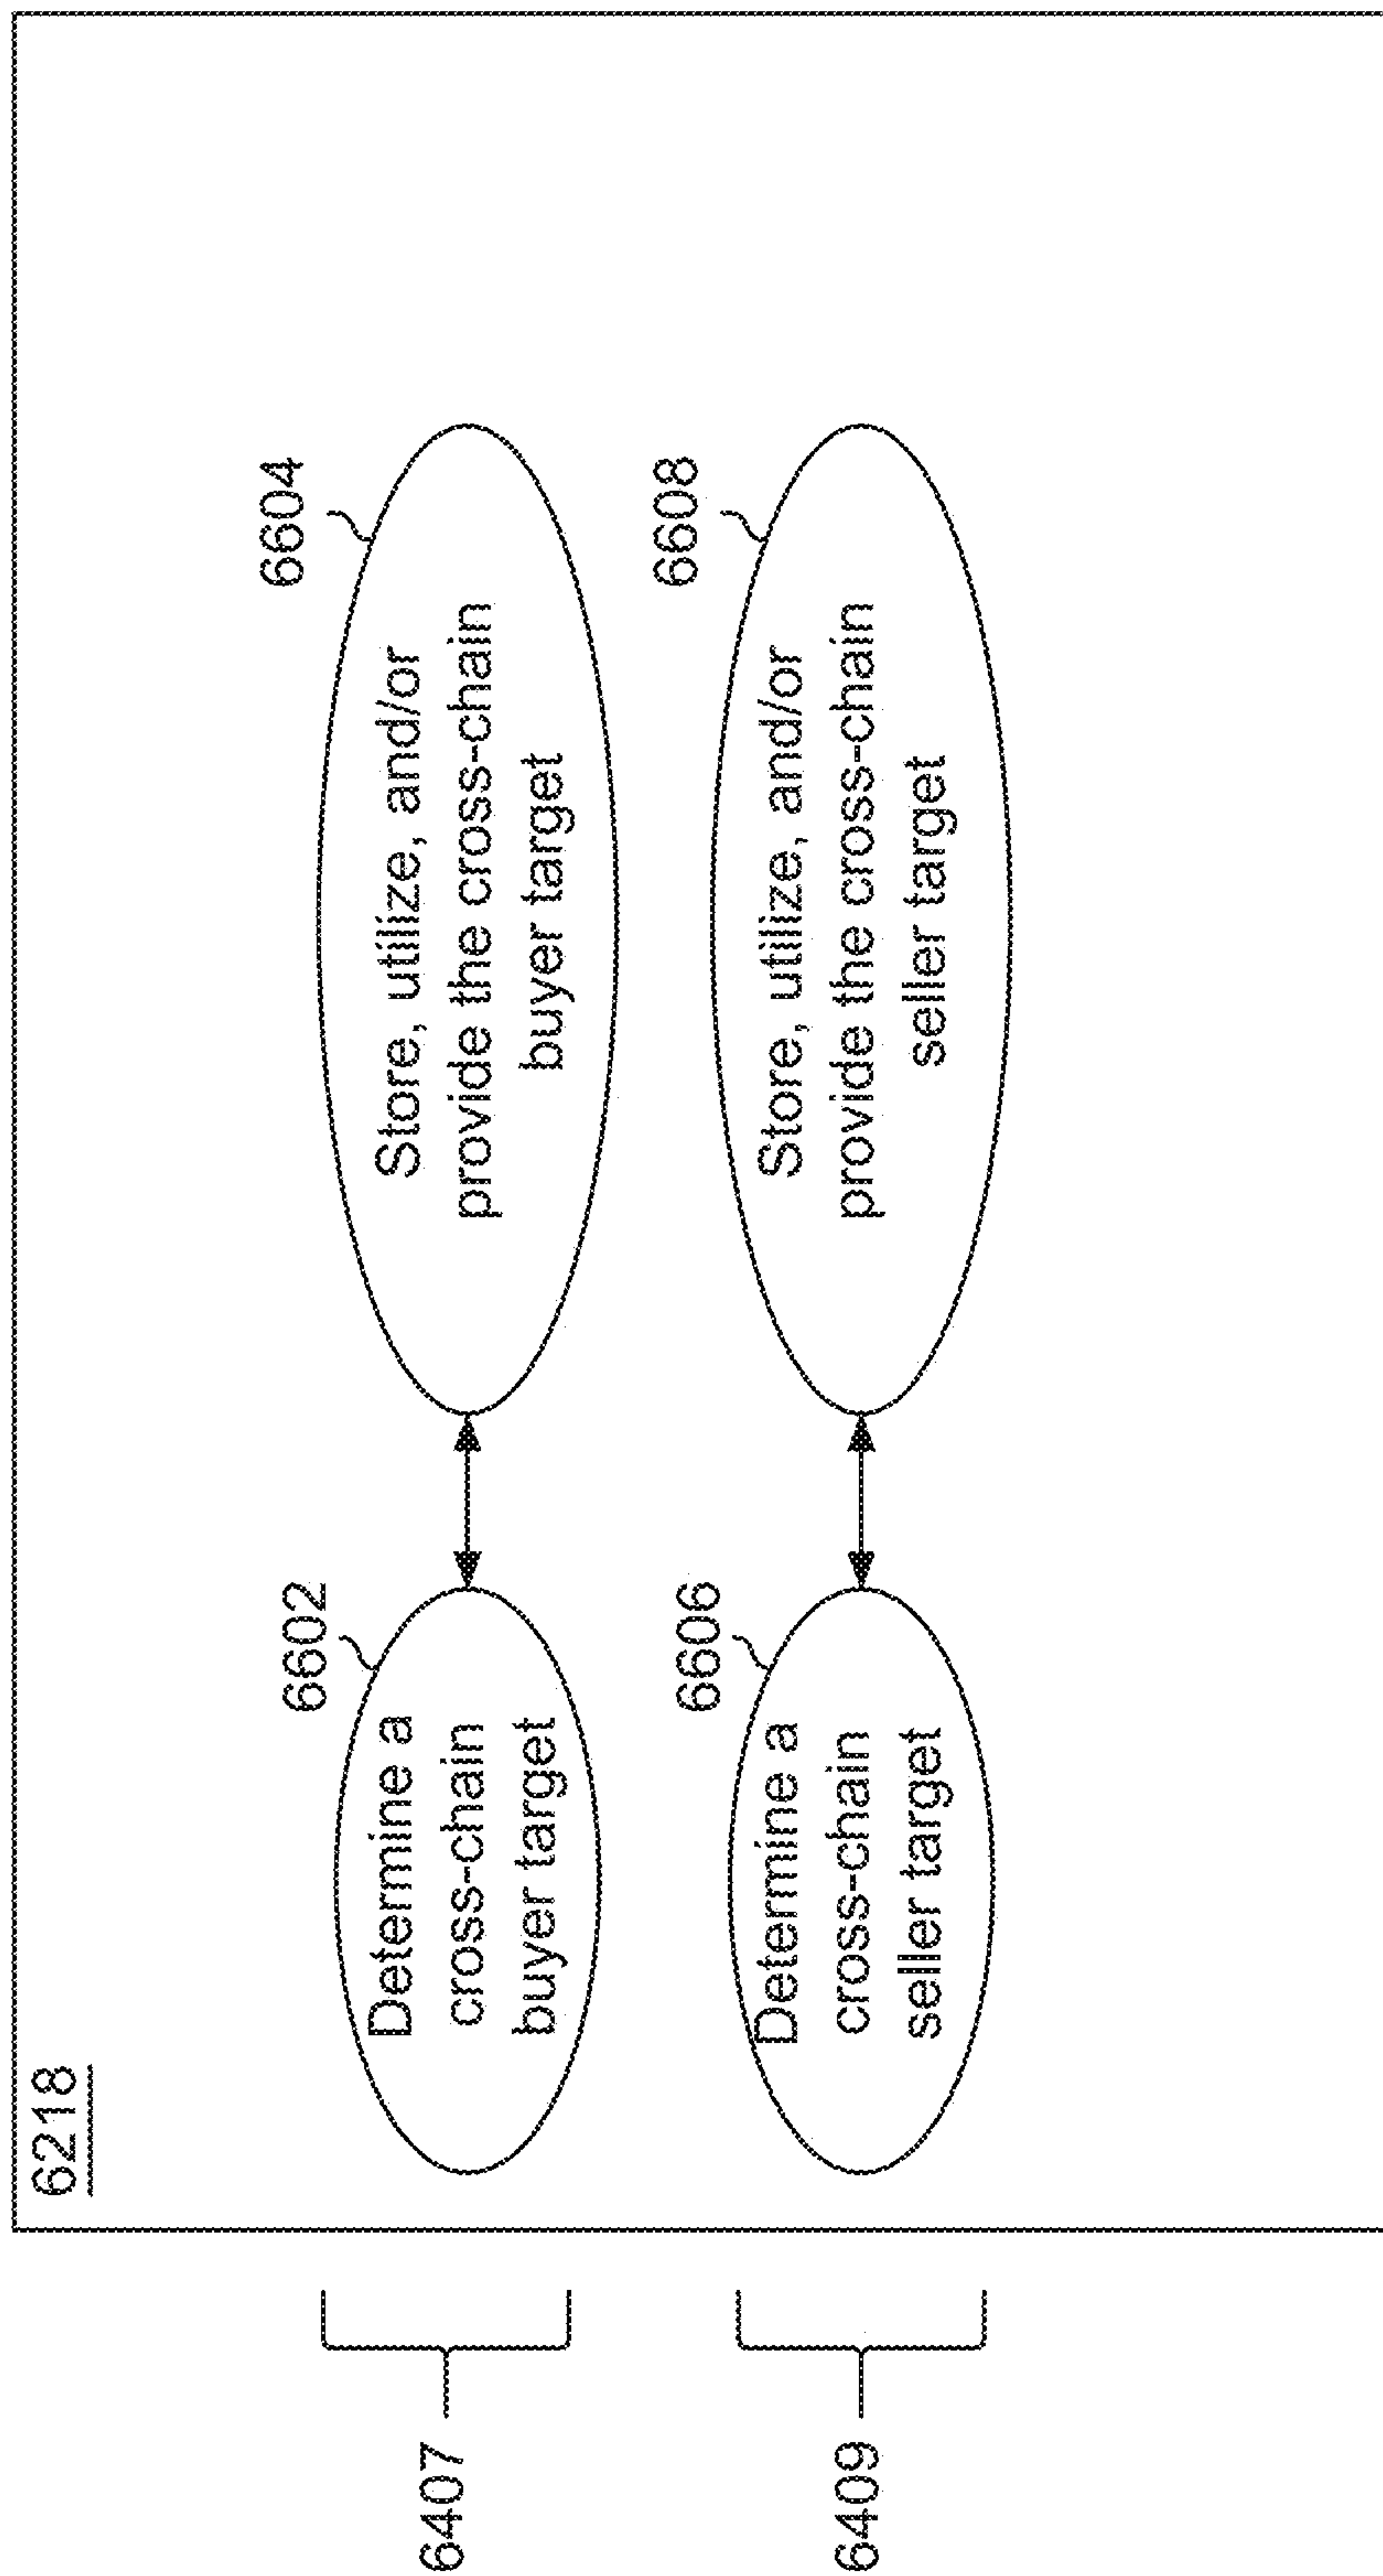 6218
6407
6602
Determine a
cross-chain
buyer target
6604
Store, utilize, and/or
provide the cross-chain
buyer target
6409
6606
Determine a
cross-chain
seller target
6608
Store, utilize, and/or
provide the cross-chain
seller target